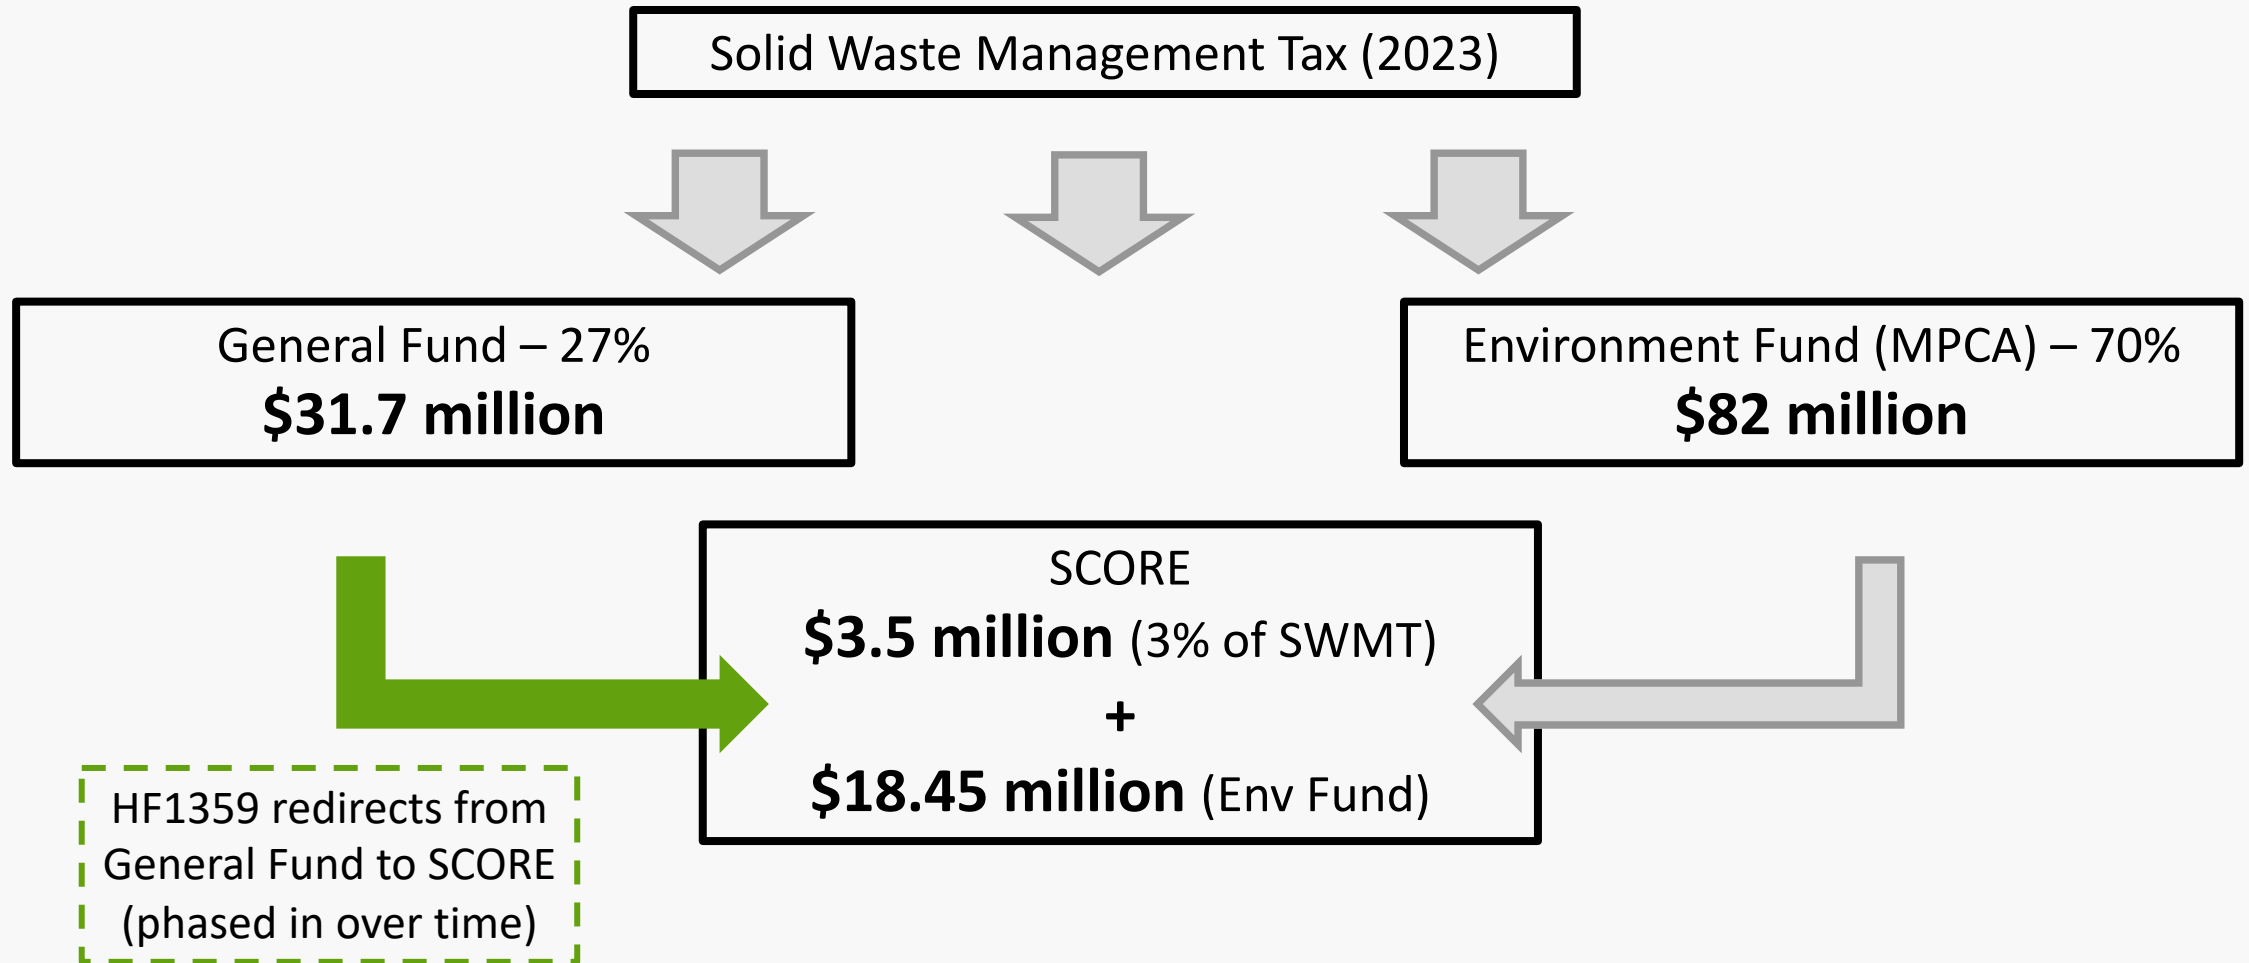 Solid Waste Management Tax (2023)
General Fund – 27%
$31.7 million
Environment Fund (MPCA) – 70%
$82 million
SCORE
$3.5 million (3% of SWMT)
+
$18.45 million (Env Fund)
HF1359 redirects from
General Fund to SCORE
(phased in over time)